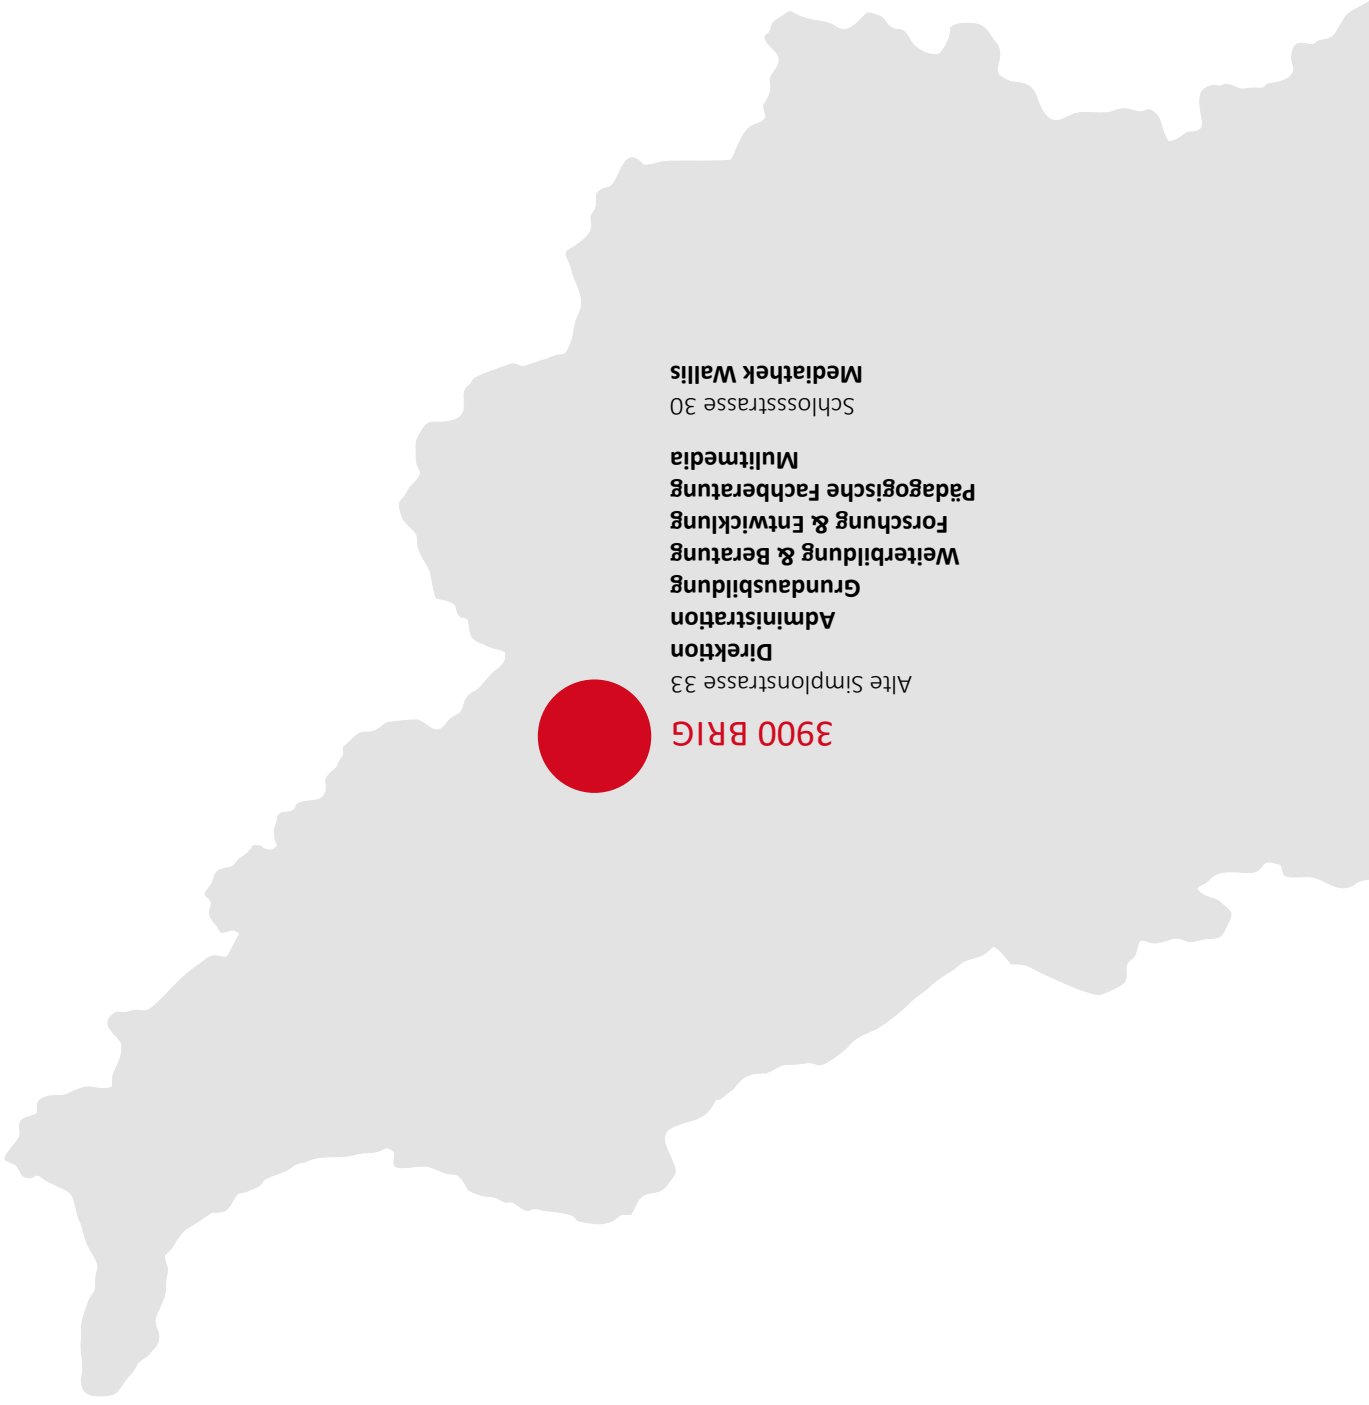 3900 BRIG
Alte Simplonstrasse 33
Direktion
Administration
Grundausbildung
Weiterbildung & Beratung
Forschung & Entwicklung
Pädagogische Fachberatung
Mulitmedia
Schlossstrasse 30
Mediathek Wallis